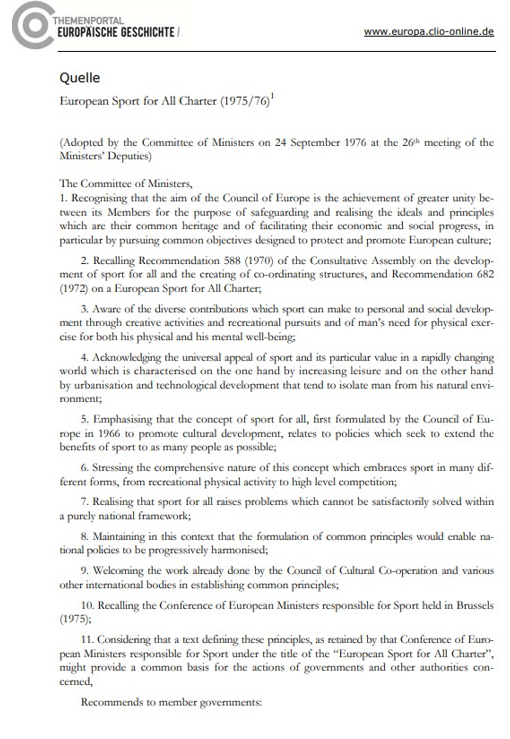 THEMENPORTAL
EUROPÄISCHE GESCHICHTE /
www.europa.clio-online.de
Quelle
European Sport for All Charter (1975/76)1
(Adopted by the Committee of Ministers on 24 September 1976 at the 26th meeting of the
Ministers’ Deputies)
The Committee of Ministers,
1. Recognising that the aim of the Council of Europe is the achievement of greater unity be-
tween its Members for the purpose of safeguarding and realising the ideals and principles
which are their common heritage and of facilitating their economic and social progress, in
particular by pursuing common objectives designed to protect and promote European culture;
2. Recalling Recommendation 588 (1970) of the Consultative Assembly on the develop-
ment of sport for all and the creating of co-ordinating structures, and Recommendation 682
(1972) on a European Sport for All Charter;
3. Aware of the diverse contributions which sport can make to personal and social develop-
ment through creative activities and recreational pursuits and of man’s need for physical exer-
cise for both his physical and his mental well-being;
4. Acknowledging the universal appeal of sport and its particular value in a rapidly changing
world which is characterised on the one hand by increasing leisure and on the other hand
by urbanisation and technological development that tend to isolate man from his natural envi-
ronment;
5. Emphasising that the concept of sport for all, first formulated by the Council of Eu-
rope in 1966 to promote cultural development, relates to policies which seek to extend the
benefits of sport to as many people as possible;
6. Stressing the comprehensive nature of this concept which embraces sport in many dif-
ferent forms, from recreational physical activity to high level competition;
7. Realising that sport for all raises problems which cannot be satisfactorily solved within
a purely national framework;
8. Maintaining in this context that the formulation of common principles would enable na-
tional policies to be progressively harmonised;
9. Welcoming the work already done by the Council of Cultural Co-operation and various
other international bodies in establishing common principles;
10. Recalling the Conference of European Ministers responsible for Sport held in Brussels
(1975);
11. Considering that a text defining these principles, as retained by that Conference of Euro-
pean Ministers responsible for Sport under the title of the “European Sport for All Charter”,
might provide a common basis for the actions of governments and other authorities con-
cerned,
Recommends to member governments: